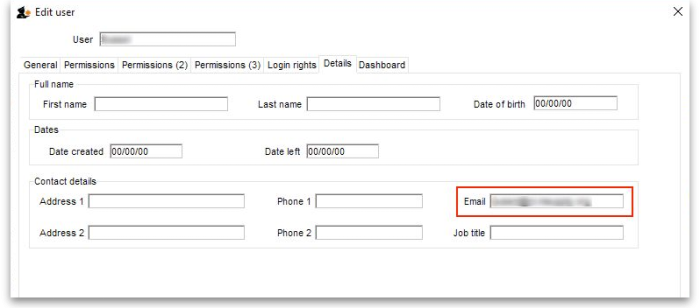 Edit user
User
General Permissions Permissions (2) Permissions (3) Login rights Details Dashboard
Full name
First name Last name Date of birth 00/00/00
Dates
Date created 00/00/00 Date left 00/00/00
Contact details
Address 1 Phone 1 Email
Address 2 Phone 2 Job title